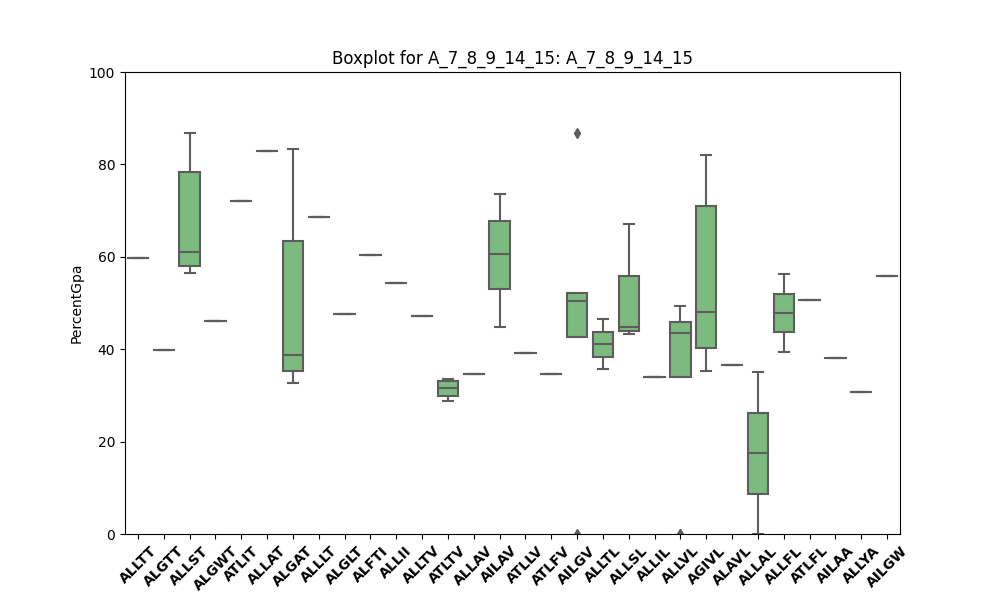 Boxplot for A_7_8_9_14_15: A_7_8_9_14_15
100
80
60
40
20
0
PercentGpa
ALLTT ALGTT ALLST ALGWT ATLIT ALLAT ALGAT ALLLT ALGLT ALFTI ALLII ALLTV ATLTV ALLAV AILAV ATLLV ATLFV AILGV ALLTL ALLSL ALLIL ALLVL AGIVL ALAVL ALLAL ALLFL ATLFL AILAA ALLYA AILGW